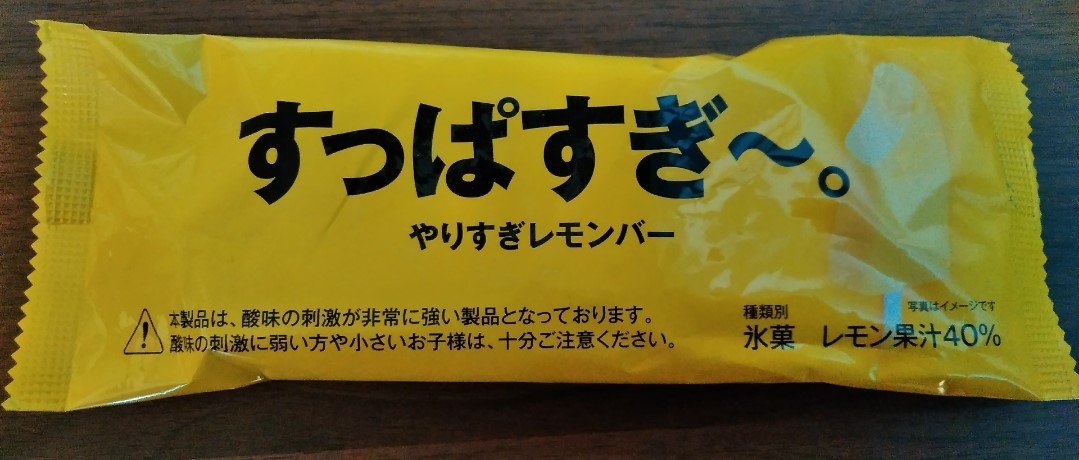 すっぱすぎ〜。
やりすぎレモンバー
本製品は、酸味の刺激が非常に強い製品となっております。
酸味の刺激に弱い方や小さいお子様は、十分ご注意ください。
写真はイメージです
種類別
氷菓 レモン果汁40%